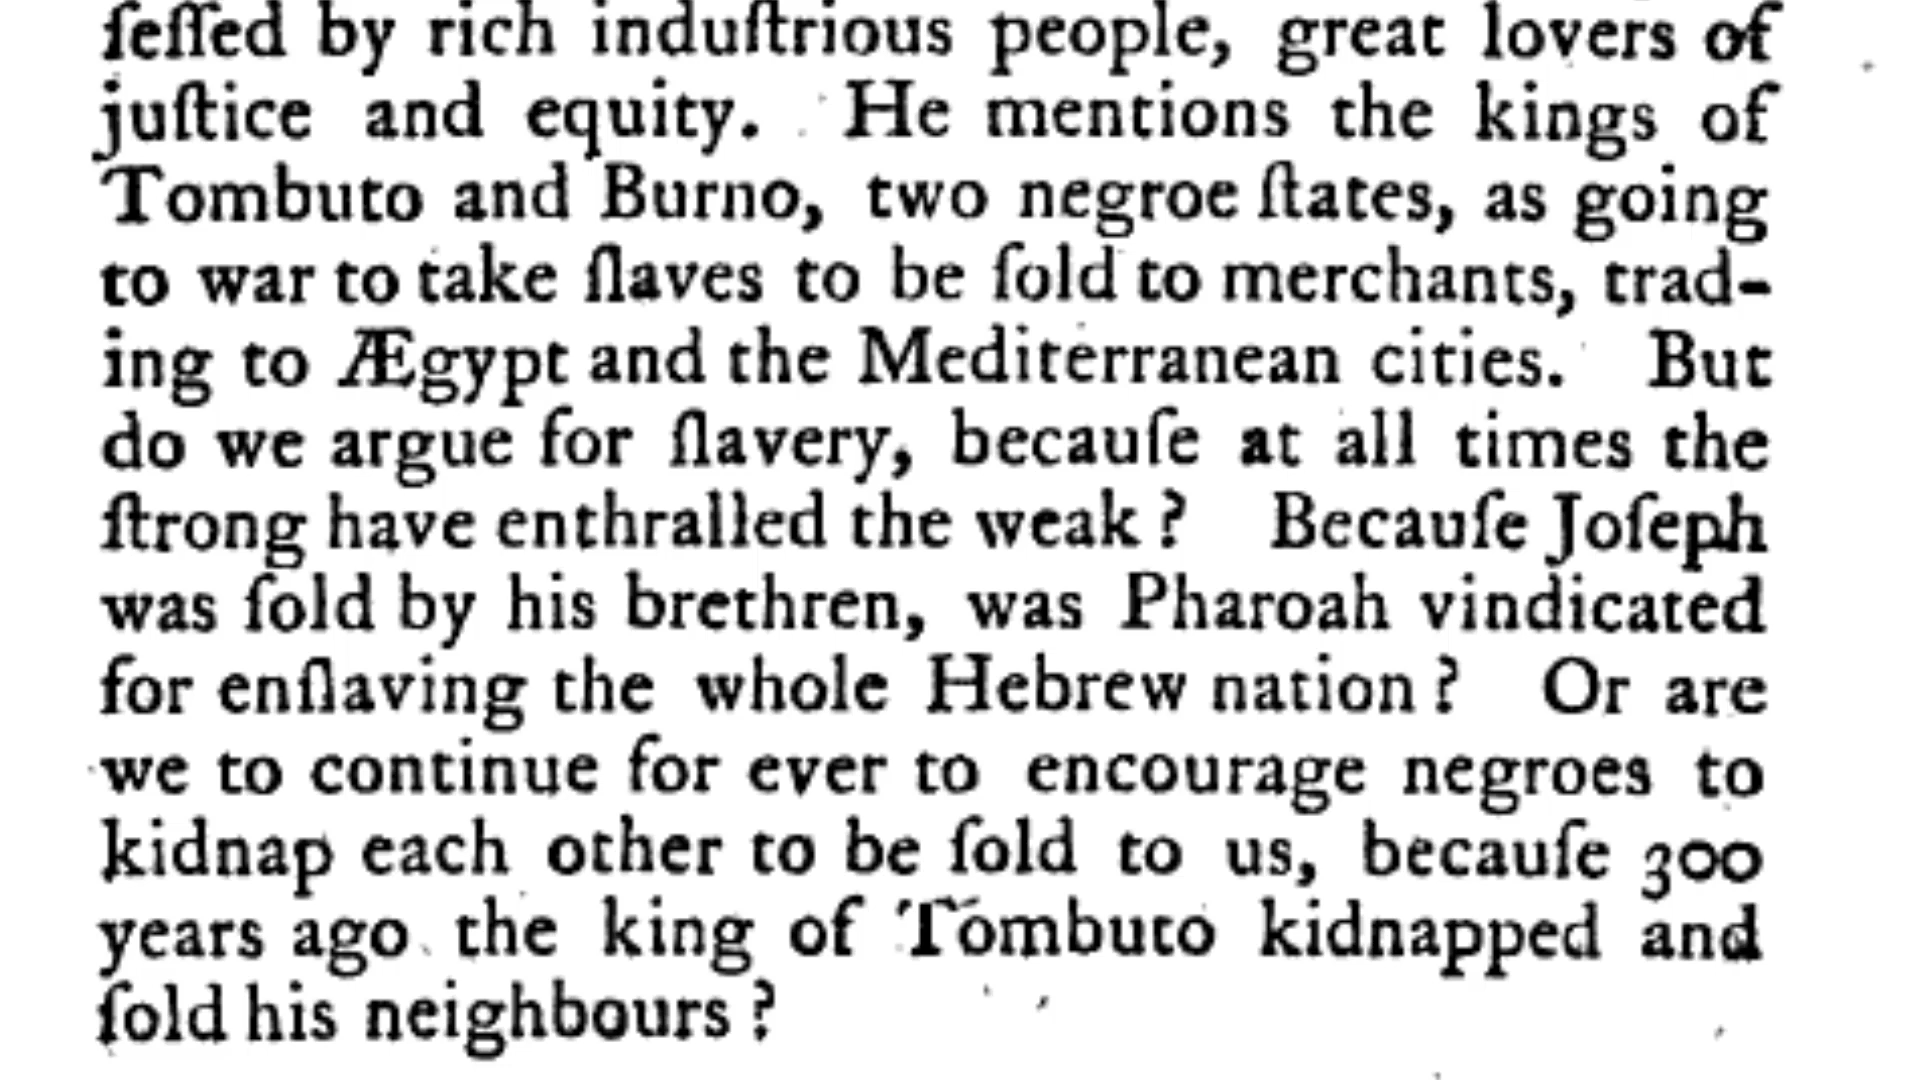 ſeſſed by rich induſtrious people, great lovers of
juſtice and equity. He mentions the kings of
Tombuto and Burno, two negroe ſtates, as going
to war to take ſlaves to be ſold to merchants, trad-
ing to Ægypt and the Mediterranean cities. But
do we argue for ſlavery, becauſe at all times the
ſtrong have enthralled the weak? Becauſe Joſeph
was ſold by his brethren, was Pharoah vindicated
for enſlaving the whole Hebrew nation? Or are
we to continue for ever to encourage negroes to
kidnap each other to be ſold to us, becauſe 300
years ago the king of Tombuto kidnapped and
ſold his neighbours?